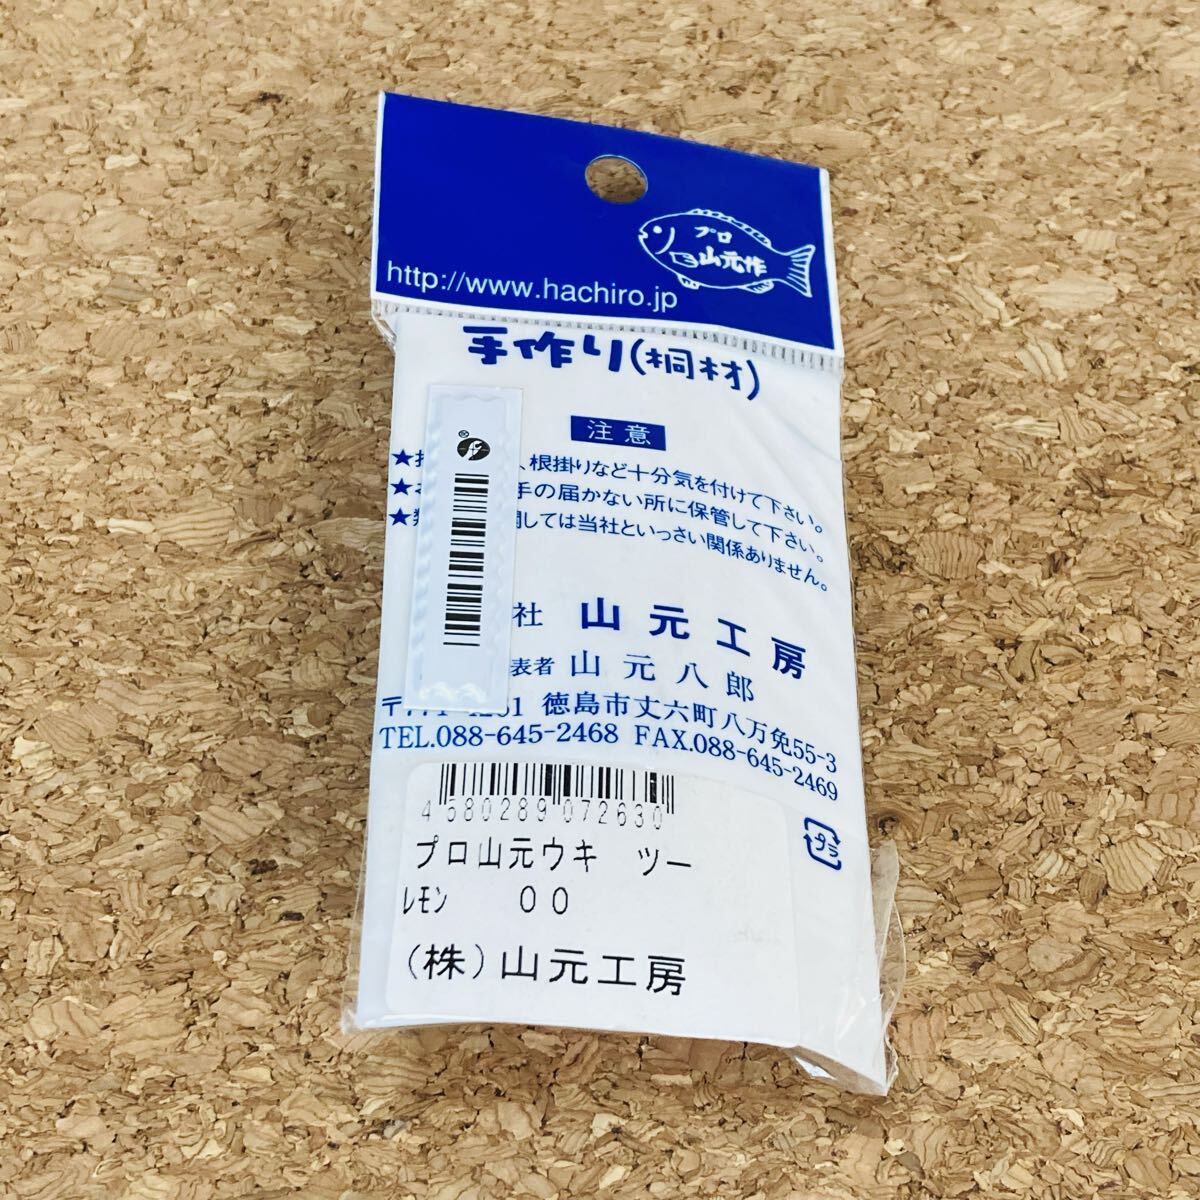 プロ
山元作
http://www.hachiro.jp
手作り(桐材)
注意
、根掛りなど十分気を付けて下さい。
手の届かない所に保管して下さい。
関しては当社といっさい関係ありません。
社 山元工房
表者 山元八郎
徳島市丈六町八万免55-3
TEL.088-645-2468 FAX.088-645-2469
4580289072630
プラ
プロ山元ウキ ツー
レモン 00
(株)山元工房